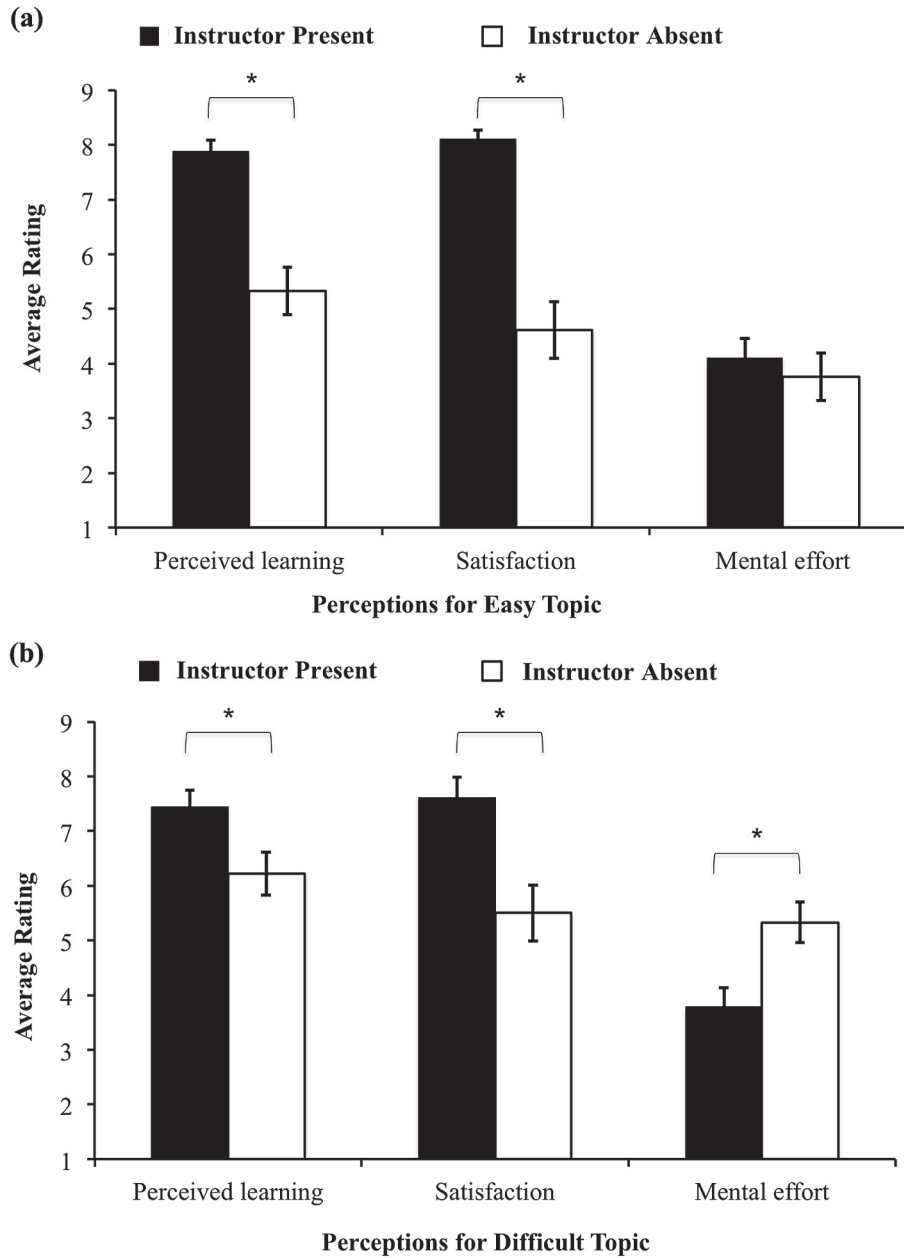 (a)
Instructor Present Instructor Absent
* *
9
8
7
6
5
4
3
2
1
Average Rating
Perceived learning Satisfaction Mental effort
Perceptions for Easy Topic
(b)
Instructor Present Instructor Absent
* * *
9
8
7
6
5
4
3
2
1
Average Rating
Perceived learning Satisfaction Mental effort
Perceptions for Difficult Topic